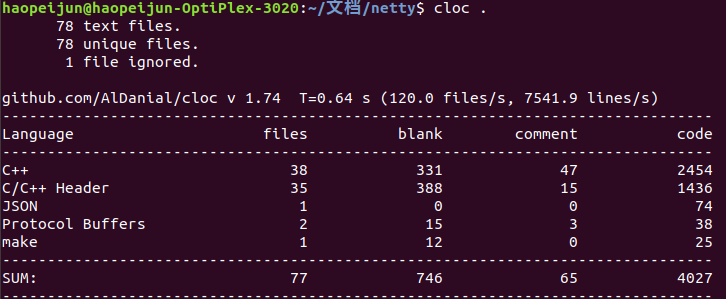 haopeijun@haopeijun-OptiPlex-3020:~/文档/netty$ cloc .
      78 text files.
      78 unique files.
       1 file ignored.

github.com/AlDanial/cloc v 1.74  T=0.64 s (120.0 files/s, 7541.9 lines/s)
-------------------------------------------------------------------------------
Language                     files          blank        comment           code
-------------------------------------------------------------------------------
C++                             38            331             47           2454
C/C++ Header                    35            388             15           1436
JSON                             1              0              0             74
Protocol Buffers                 2             15              3             38
make                             1             12              0             25
-------------------------------------------------------------------------------
SUM:                            77            746             65           4027
-------------------------------------------------------------------------------